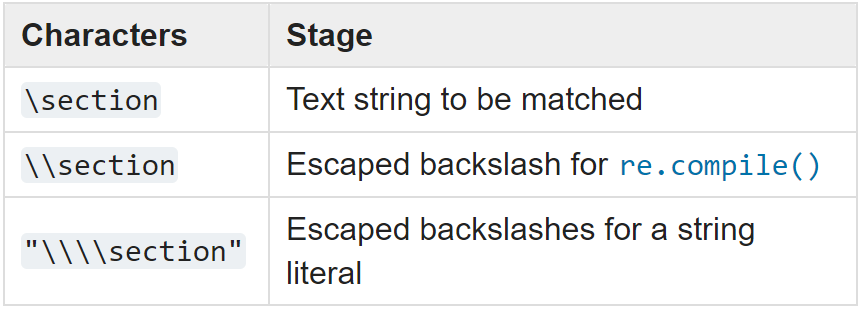 Characters Stage
\section Text string to be matched
\\section Escaped backslash for re.compile()
"\\\\section" Escaped backslashes for a string
literal